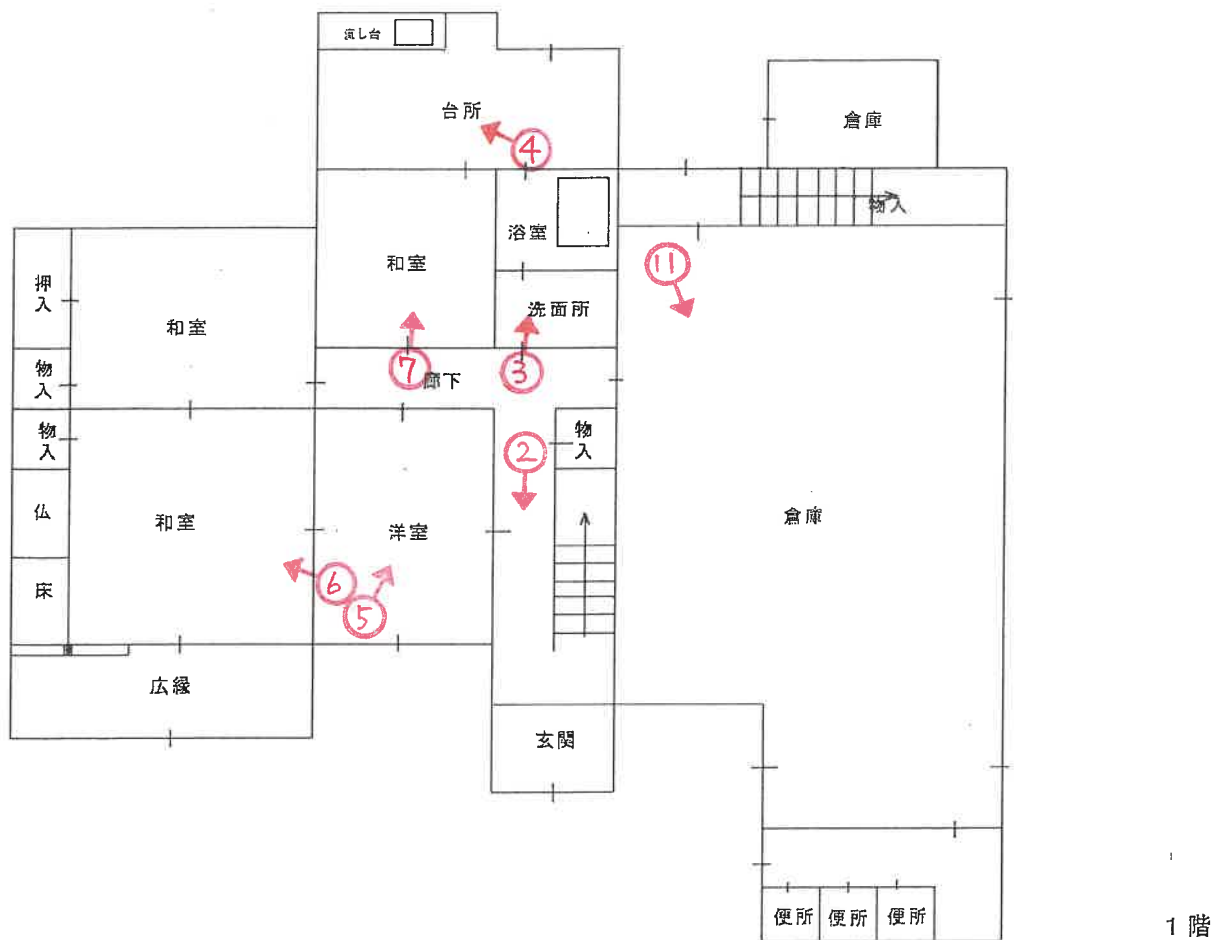 流し台
台所
④
倉庫
物入
浴室
和室
⑪
押入
洗面所
和室
物入
⑦
廊下
③
物入
②
物入
仏
和室
洋室
倉庫
⑥
床
⑤
広縁
玄関
便所
便所
便所
1階